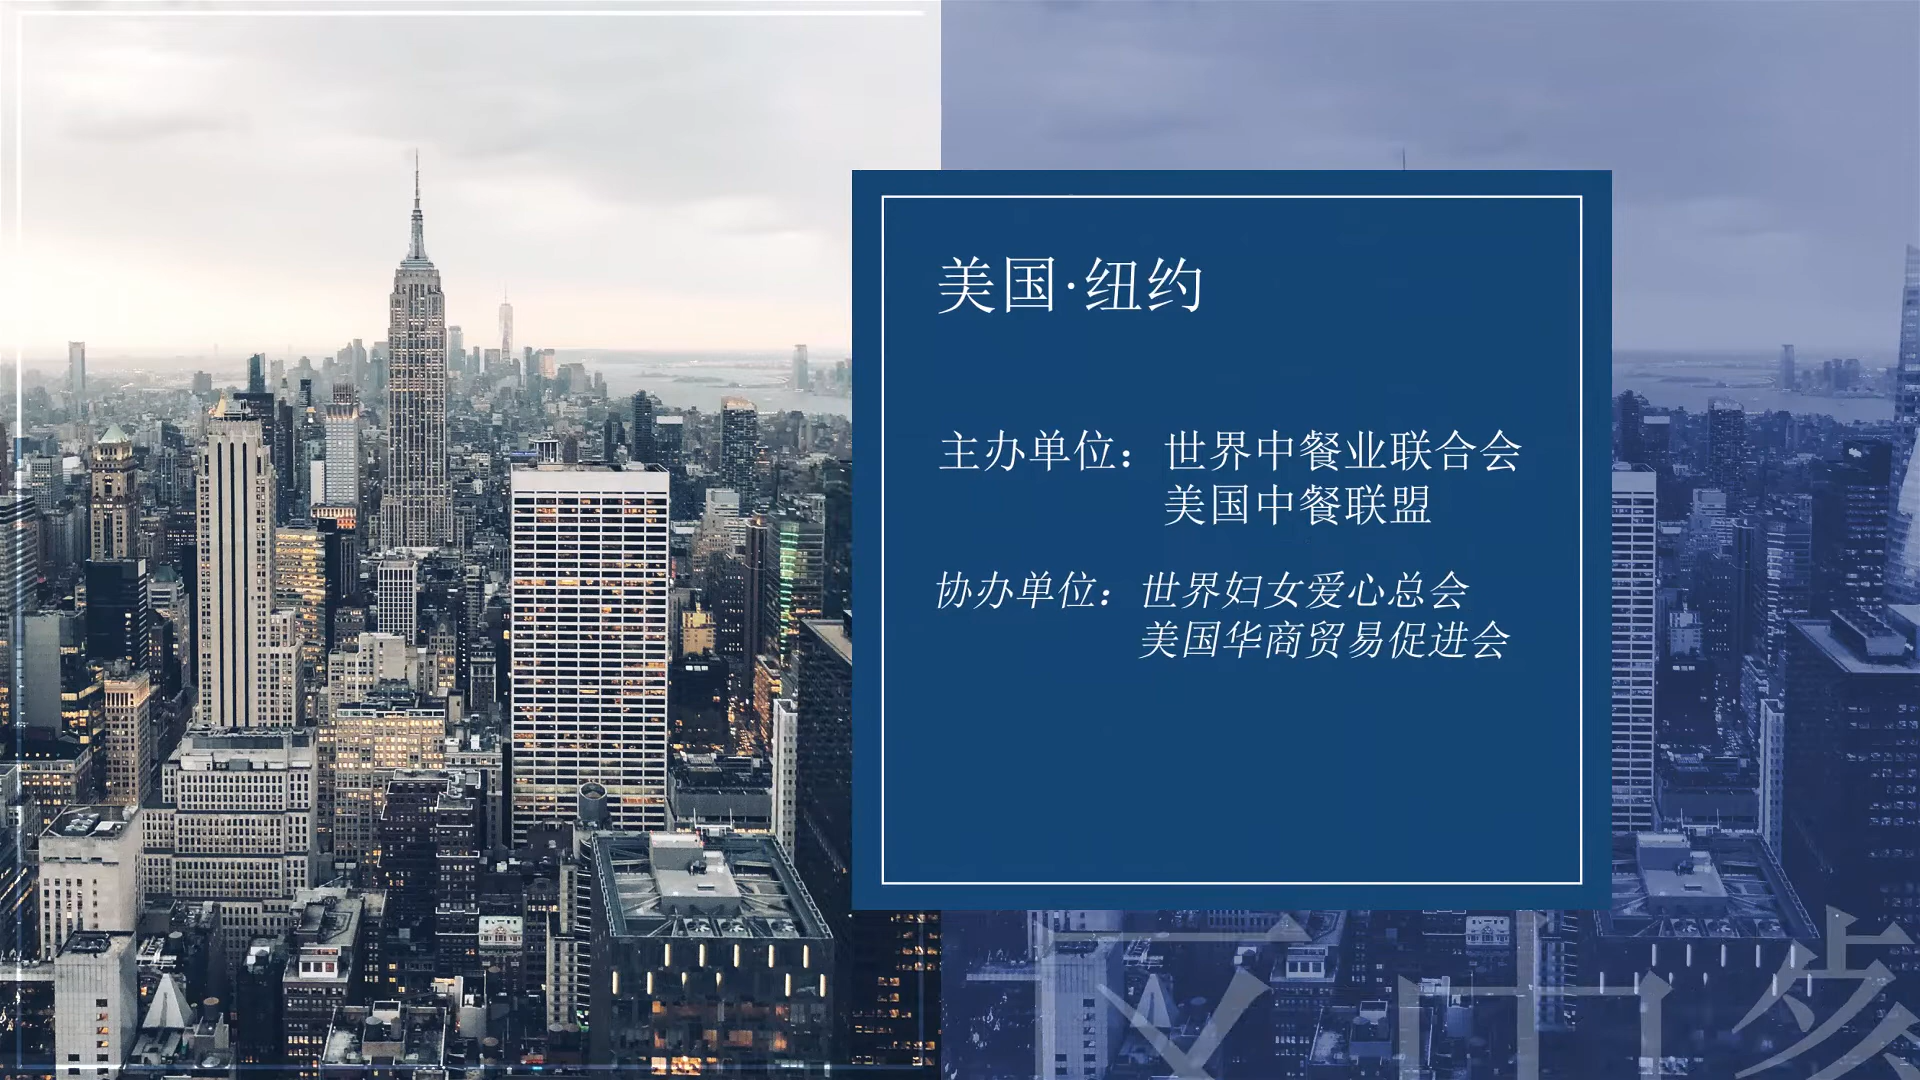 美国·纽约
主办单位：世界中餐业联合会
美国中餐联盟
协办单位：世界妇女爱心总会
美国华商贸易促进会